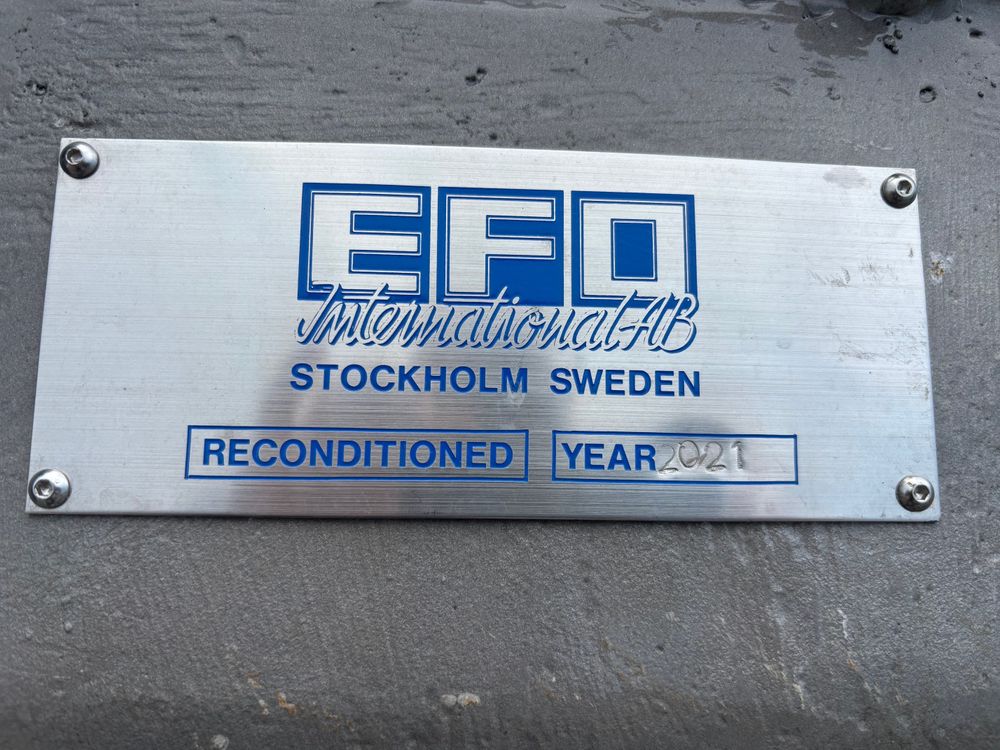 EFO
International AB
STOCKHOLM SWEDEN
RECONDITIONED YEAR 2021